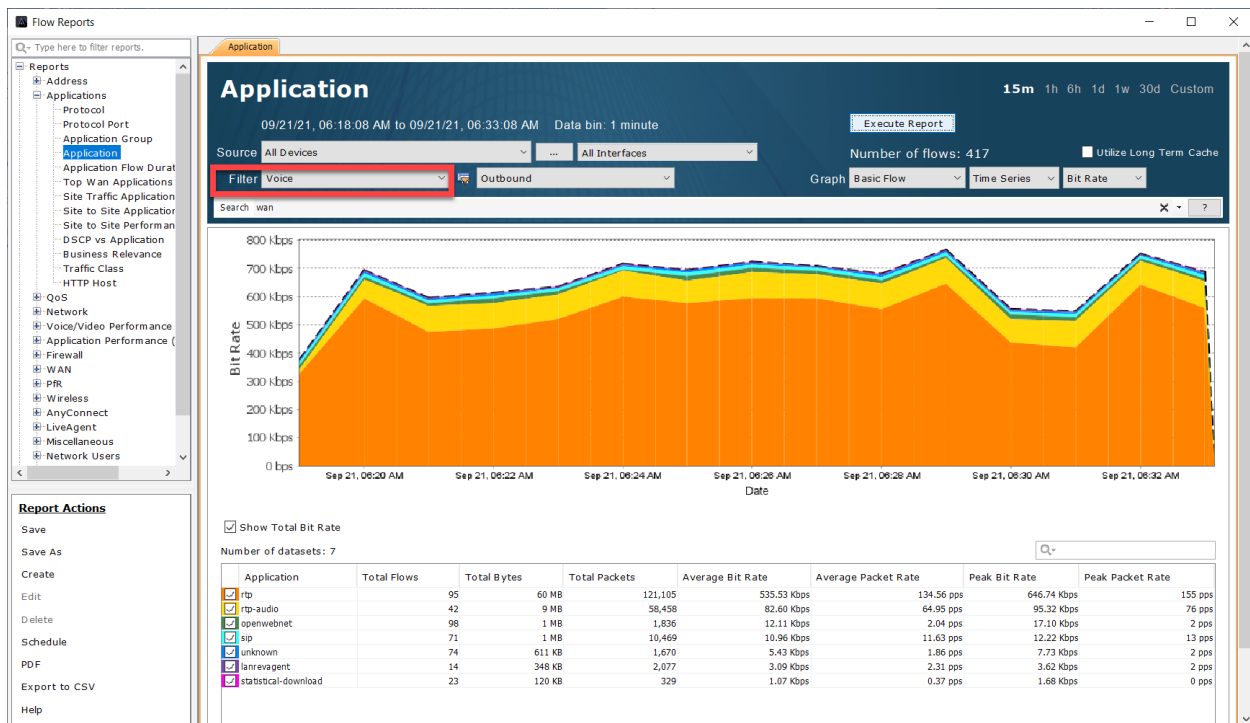 Flow Reports
Type here to filter reports.
Reports
Address
Applications
Protocol
Protocol Port
Application Group
Application
Application Flow Durat
Top Wan Applications
Site Traffic Application
Site to Site Application
Site to Site Performan
DSCP vs Application
Business Relevance
Traffic Class
HTTP Host
QoS
Network
Voice/Video Performance
Application Performance (
Firewall
WAN
PfR
Wireless
AnyConnect
LiveAgent
Miscellaneous
Network Users
Report Actions
Save
Save As
Create
Edit
Delete
Schedule
PDF
Export to CSV
Help
Application
Application
15m 1h 6h 1d 1w 30d Custom
09/21/21, 06:18:08 AM to 09/21/21, 06:33:08 AM Data bin: 1 minute
Execute Report
Source All Devices ... All Interfaces
Number of flows: 417 Utilize Long Term Cache
Filter Voice Outbound Graph Basic Flow Time Series Bit Rate
Search wan ?
800 Kbps
700 Kbps
600 Kbps
500 Kbps
400 Kbps
300 Kbps
200 Kbps
100 Kbps
0 bps
Bit Rate
Sep 21, 06:20 AM Sep 21, 06:22 AM Sep 21, 06:24 AM Sep 21, 06:26 AM Sep 21, 06:28 AM Sep 21, 06:30 AM Sep 21, 06:32 AM
Date
Show Total Bit Rate
Number of datasets: 7
Application Total Flows Total Bytes Total Packets Average Bit Rate Average Packet Rate Peak Bit Rate Peak Packet Rate
rtp 95 60 MB 121,105 535.53 Kbps 134.56 pps 646.74 Kbps 155 pps
rtp-audio 42 9 MB 58,458 82.60 Kbps 64.95 pps 95.32 Kbps 76 pps
openwebnet 98 1 MB 1,836 12.11 Kbps 2.04 pps 17.10 Kbps 2 pps
sip 71 1 MB 10,469 10.96 Kbps 11.63 pps 12.22 Kbps 13 pps
unknown 74 611 KB 1,670 5.43 Kbps 1.86 pps 7.73 Kbps 2 pps
lanrevagent 14 348 KB 2,077 3.09 Kbps 2.31 pps 3.62 Kbps 2 pps
statistical-download 23 120 KB 329 1.07 Kbps 0.37 pps 1.68 Kbps 0 pps